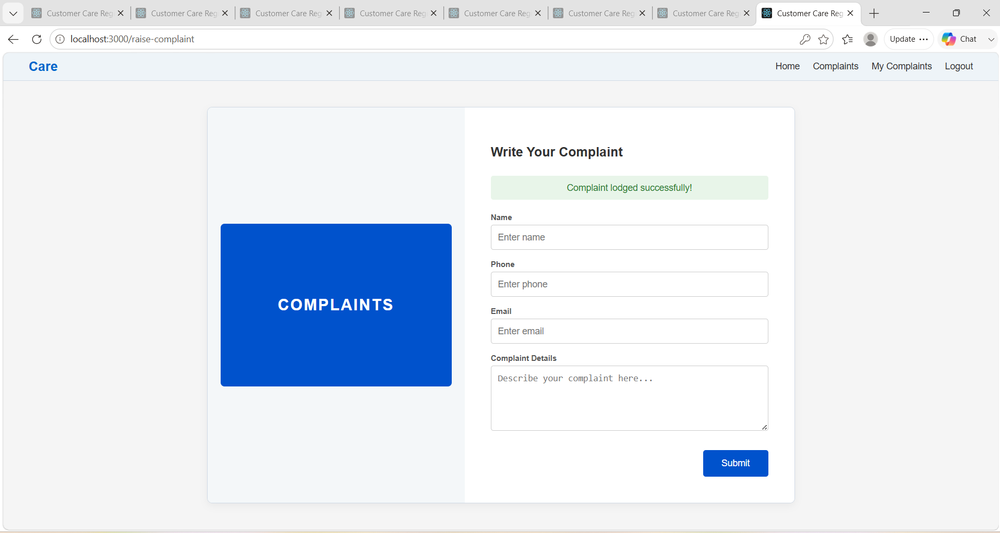 Customer Care Reg
Customer Care Reg
Customer Care Reg
Customer Care Reg
Customer Care Reg
Customer Care Reg
Customer Care Reg
Customer Care Reg
localhost:3000/raise-complaint
Update
Chat
Care
Home
Complaints
My Complaints
Logout
COMPLAINTS
Write Your Complaint
Complaint lodged successfully!
Name
Enter name
Phone
Enter phone
Email
Enter email
Complaint Details
Describe your complaint here...
Submit